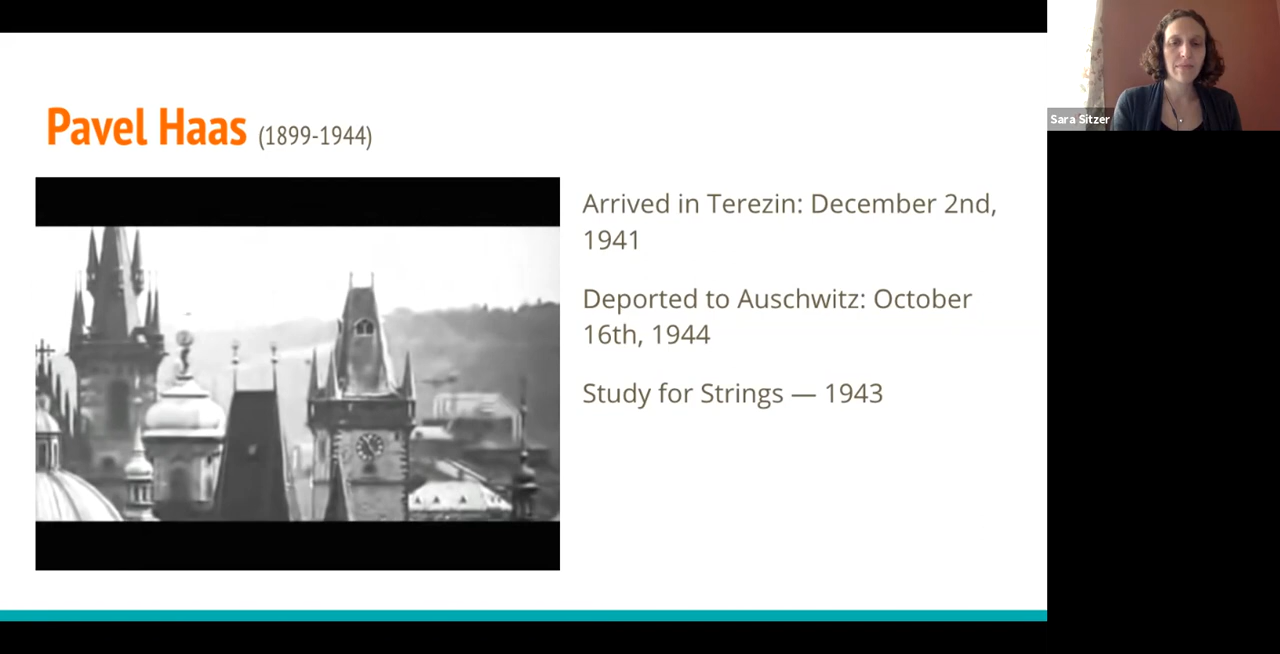 Pavel Haas (1899-1944)
Arrived in Terezin: December 2nd,
1941
Deported to Auschwitz: October
16th, 1944
Study for Strings — 1943
Sara Sitzer